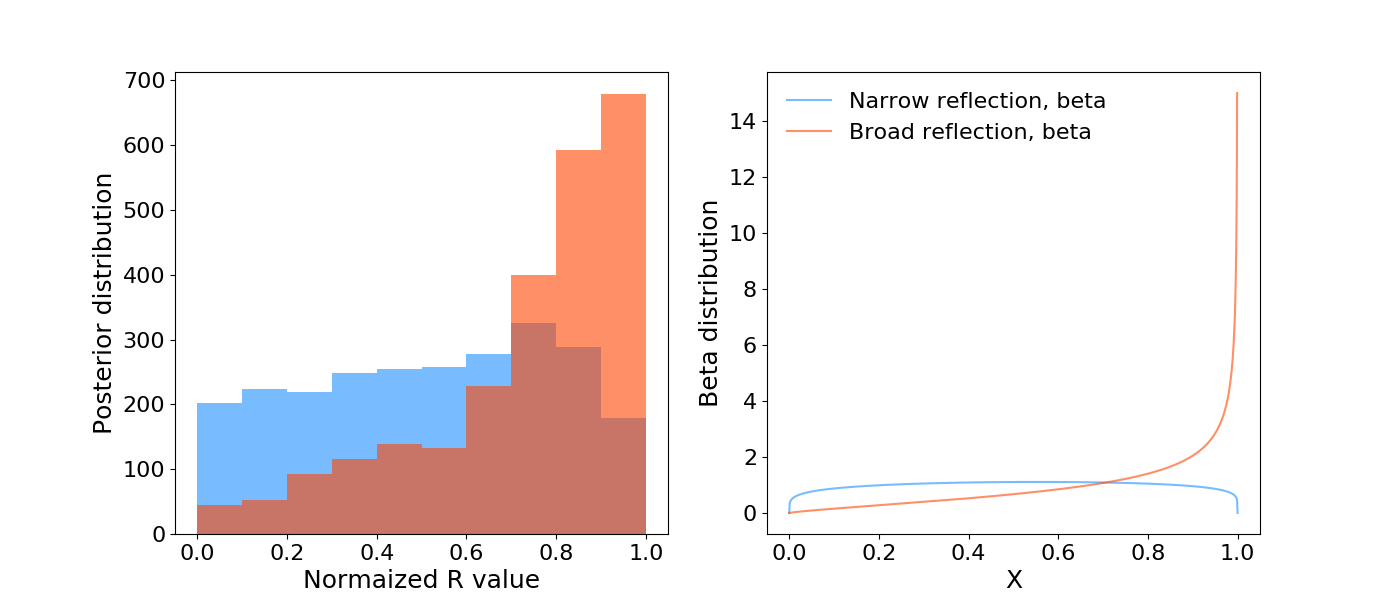 700
600
500
400
300
200
100
0
Posterior distribution
0.0 0.2 0.4 0.6 0.8 1.0
Normaized R value
Narrow reflection, beta
Broad reflection, beta
14
12
10
8
6
4
2
0
Beta distribution
0.0 0.2 0.4 0.6 0.8 1.0
X